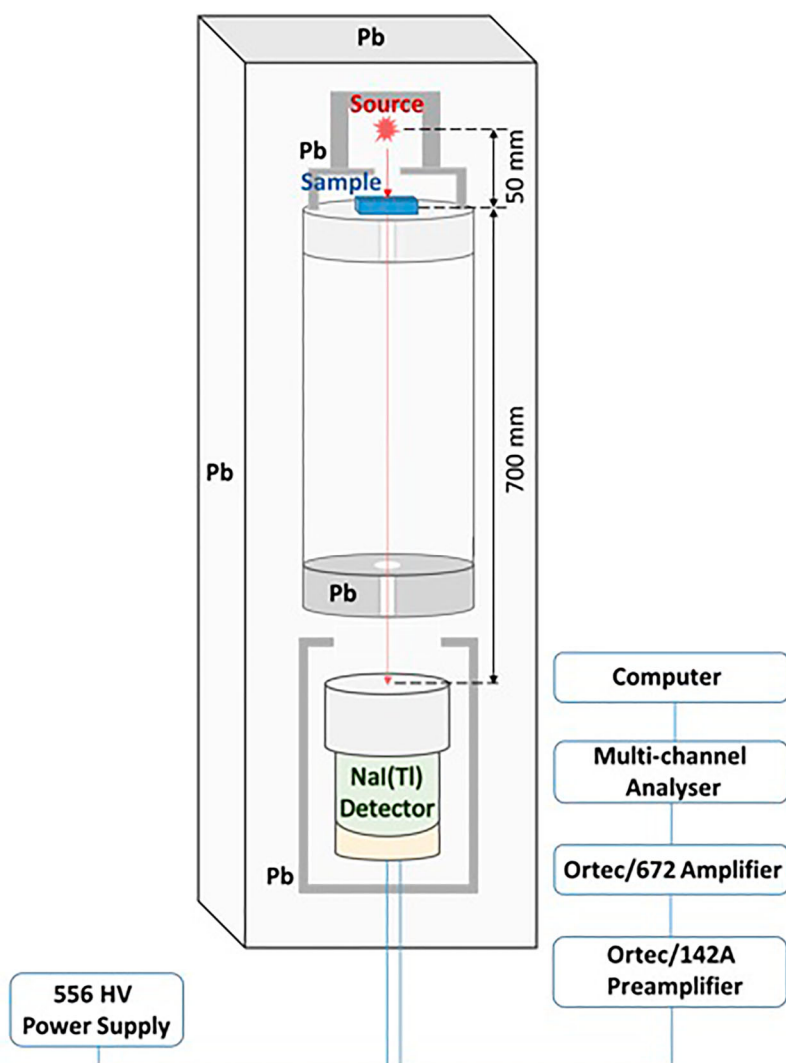 Pb
Source
Pb
Sample
50 mm
700 mm
Pb
Pb
NaI(Tl)
Detector
Pb
Computer
Multi-channel
Analyser
Ortec/672 Amplifier
Ortec/142A
Preamplifier
556 HV
Power Supply